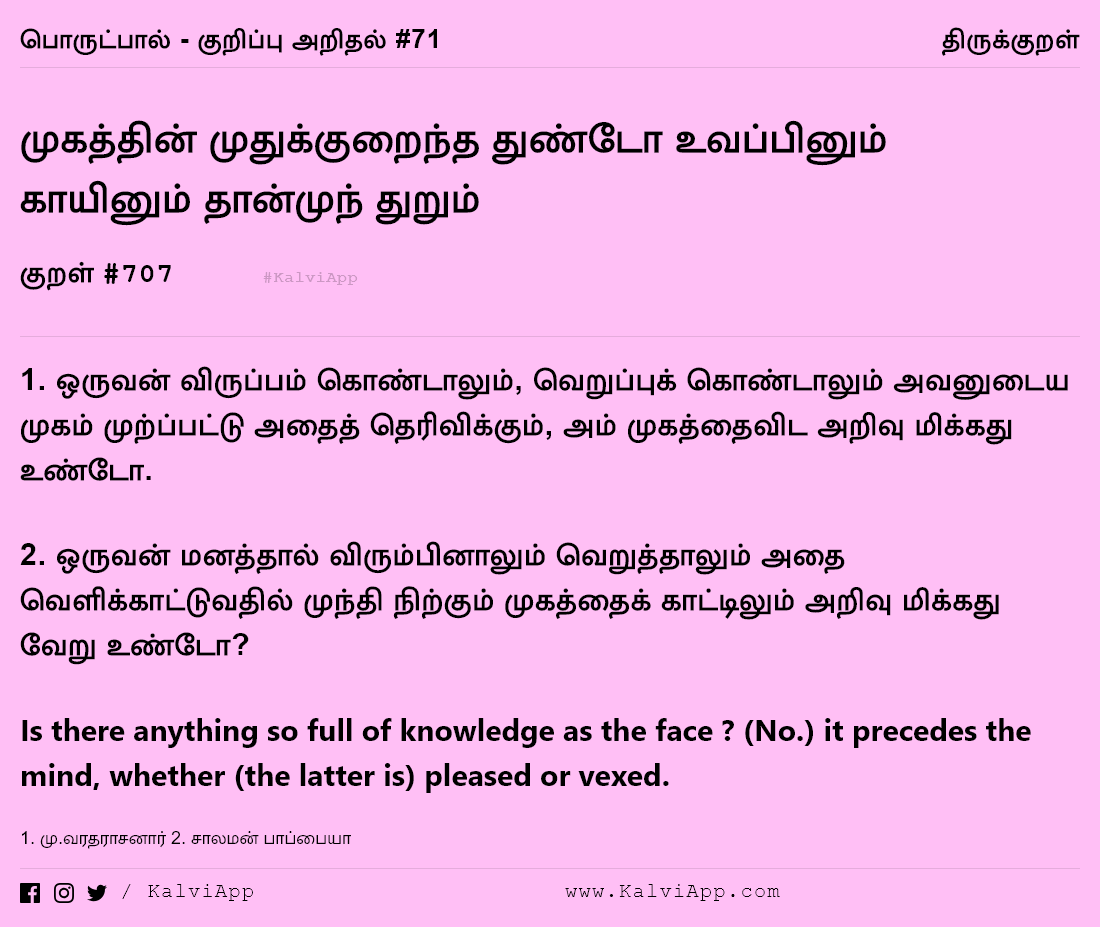 பொருட்பால் - குறிப்பு அறிதல் #71 திருக்குறள்
முகத்தின் முதுக்குறைந்த துண்டோ உவப்பினும்
காயினும் தான்முந் துறும்
குறள் #707 #KalviApp
1. ஒருவன் விருப்பம் கொண்டாலும், வெறுப்புக் கொண்டாலும் அவனுடைய
முகம் முற்ப்பட்டு அதைத் தெரிவிக்கும், அம் முகத்தைவிட அறிவு மிக்கது
உண்டோ.
2. ஒருவன் மனத்தால் விரும்பினாலும் வெறுத்தாலும் அதை
வெளிக்காட்டுவதில் முந்தி நிற்கும் முகத்தைக் காட்டிலும் அறிவு மிக்கது
வேறு உண்டோ?
Is there anything so full of knowledge as the face ? (No.) it precedes the
mind, whether (the latter is) pleased or vexed.
1. மு.வரதராசனார் 2. சாலமன் பாப்பையா
/ KalviApp www.KalviApp.com